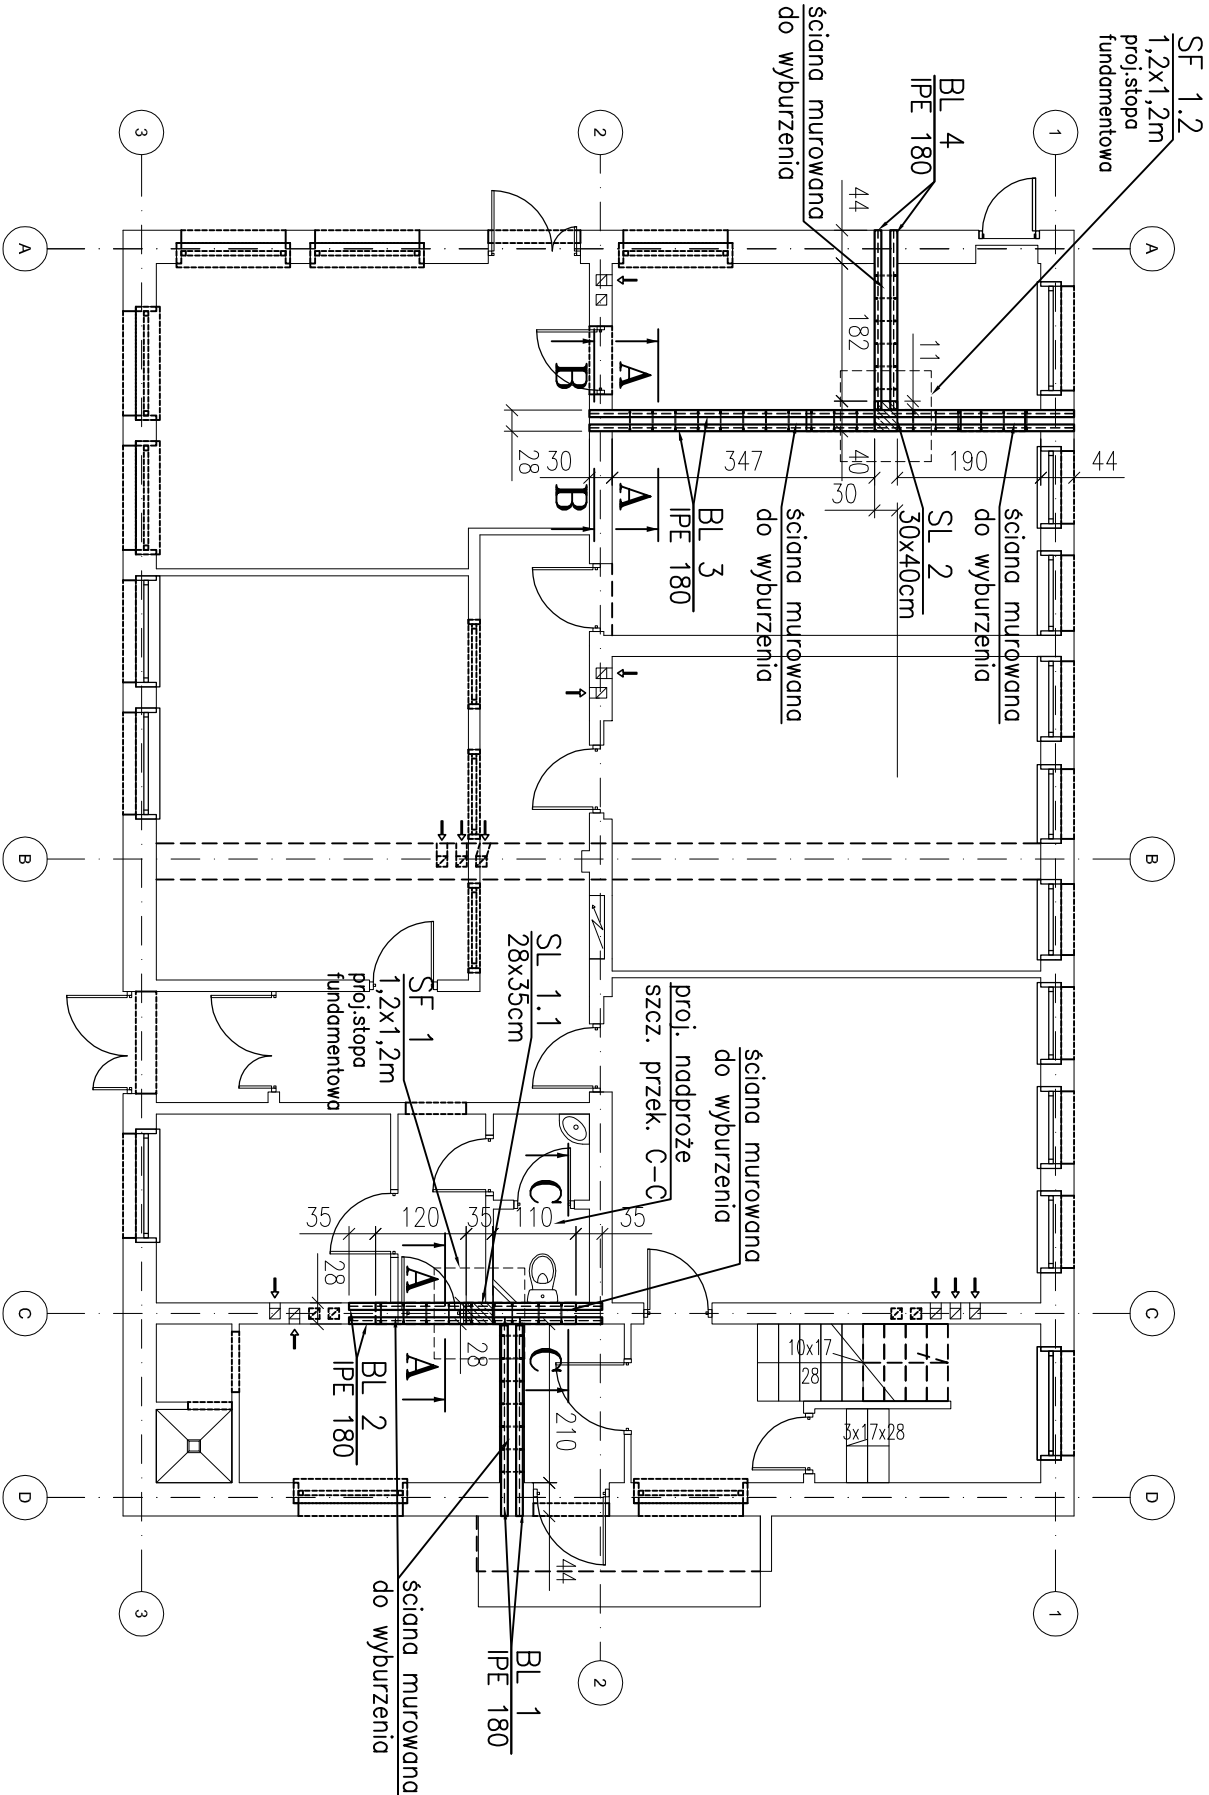 SF 1.2
1,2x1,2m
proj.stopa
fundamentowa
BL 4
IPE 180
ściana murowana
do wyburzenia
1
2
3
A
A
44
182
11
A
B
28
30
347
40
190
44
30
A
B
BL 3
IPE 180
ściana murowana
do wyburzenia
SL 2
30x40cm
ściana murowana
do wyburzenia
B
B
SL 1.1
28x35cm
SF 1
1,2x1,2m
proj.stopa
fundamentowa
proj. nadproże
szcz. przek. C-C
ściana murowana
do wyburzenia
C
35
120
35
110
35
28
A
C
C
28
A
C
10x17
28
3x17x28
BL 2
IPE 180
210
D
D
44
ściana murowana
do wyburzenia
BL 1
IPE 180
1
2
3